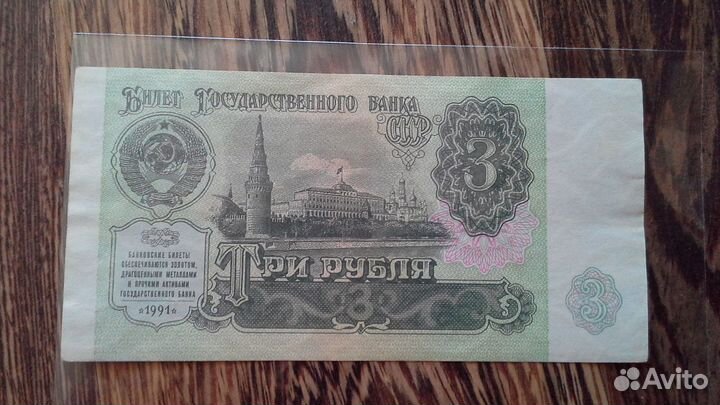 Билет Государственного банка
СССР
3
Три рубля
Банковские билеты
обеспечиваются золотом,
драгоценными металлами
и прочими активами
Государственного банка
☆1991☆
3
3
Avito